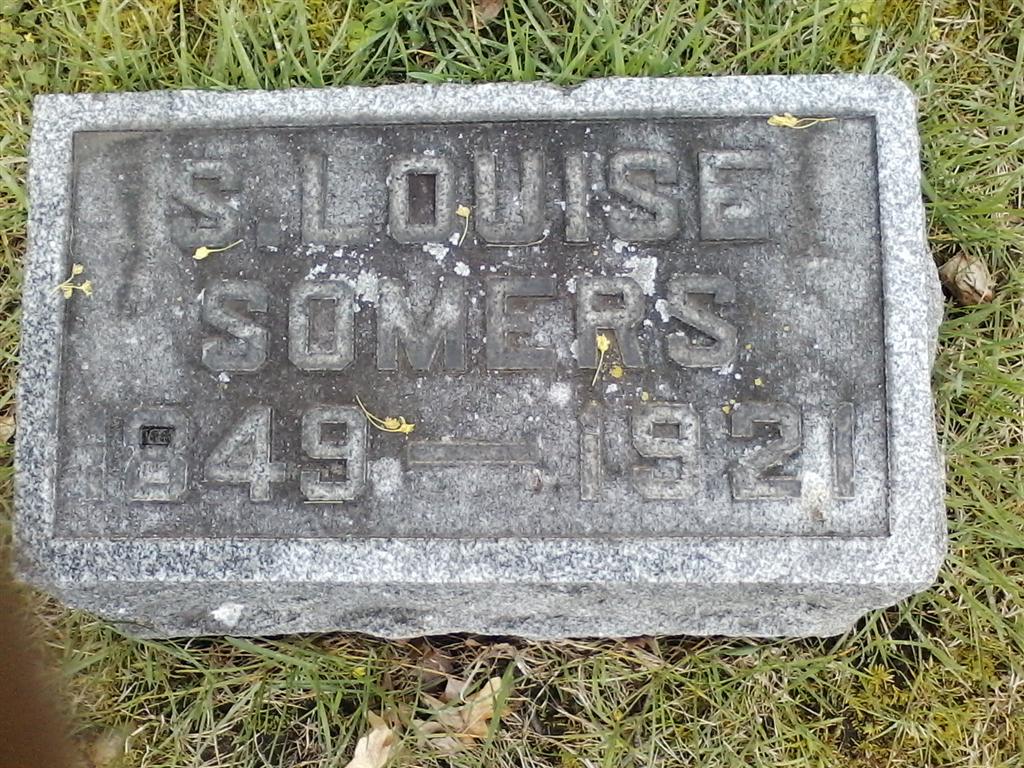 S. LOUISE
SOMERS
1849 — 1921